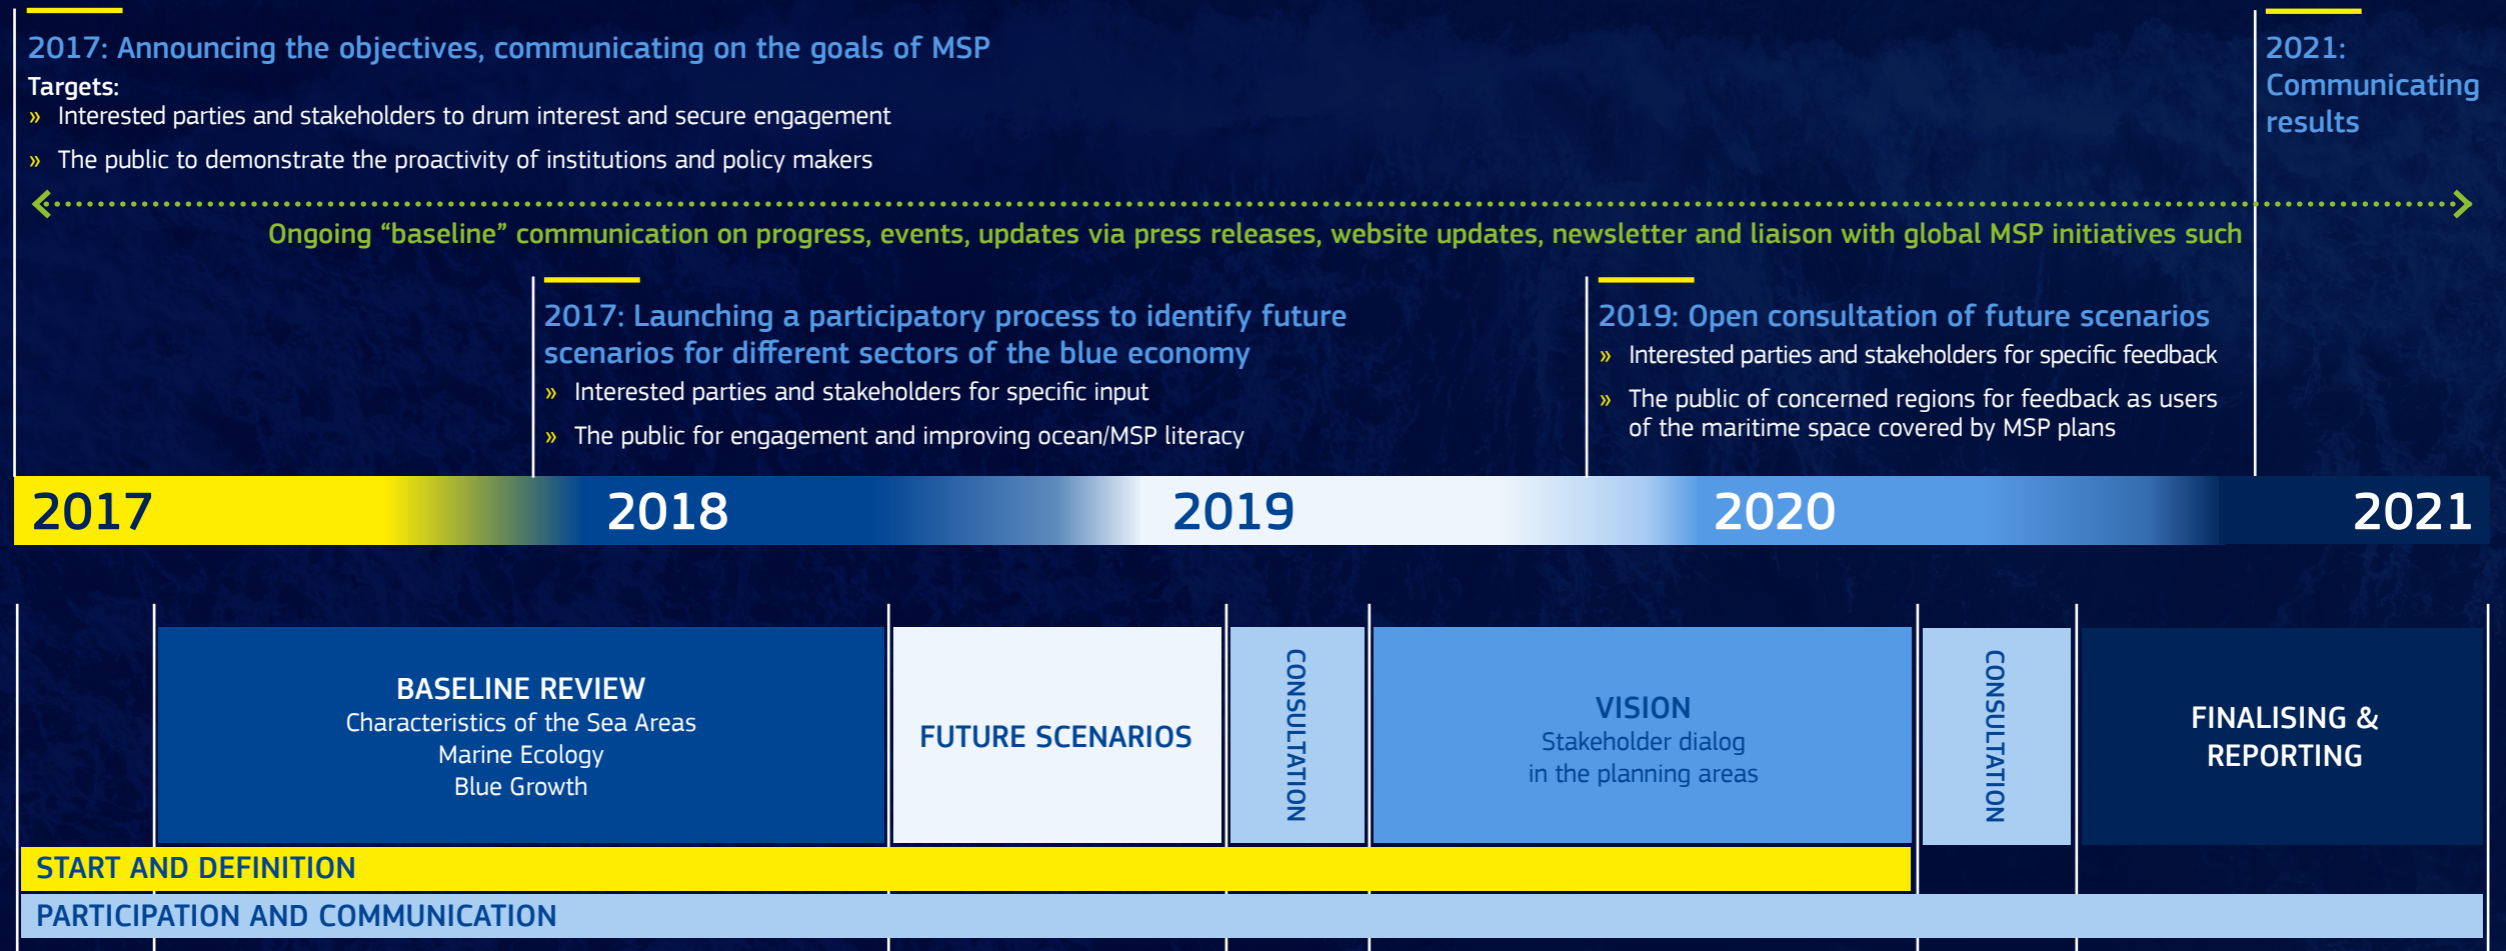 2017: Announcing the objectives, communicating on the goals of MSP
Targets:
» Interested parties and stakeholders to drum interest and secure engagement
» The public to demonstrate the proactivity of institutions and policy makers
2021:
Communicating
results
Ongoing “baseline” communication on progress, events, updates via press releases, website updates, newsletter and liaison with global MSP initiatives such
2017: Launching a participatory process to identify future
scenarios for different sectors of the blue economy
» Interested parties and stakeholders for specific input
» The public for engagement and improving ocean/MSP literacy
2019: Open consultation of future scenarios
» Interested parties and stakeholders for specific feedback
» The public of concerned regions for feedback as users
of the maritime space covered by MSP plans
2017
2018
2019
2020
2021
BASELINE REVIEW
Characteristics of the Sea Areas
Marine Ecology
Blue Growth
FUTURE SCENARIOS
CONSULTATION
VISION
Stakeholder dialog
in the planning areas
CONSULTATION
FINALISING &
REPORTING
START AND DEFINITION
PARTICIPATION AND COMMUNICATION